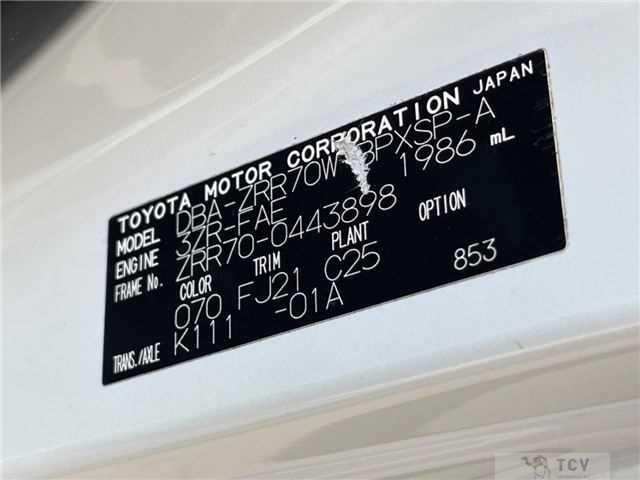 TOYOTA MOTOR CORPORATION JAPAN
MODEL DBA-ZRR70W-BPXSP-A
ENGINE 3ZR-FAE 1986 mL
FRAME No. ZRR70-0443898
COLOR TRIM PLANT OPTION
070 FJ21 C25 853
TRANS./AXLE K111 -01A
TCV